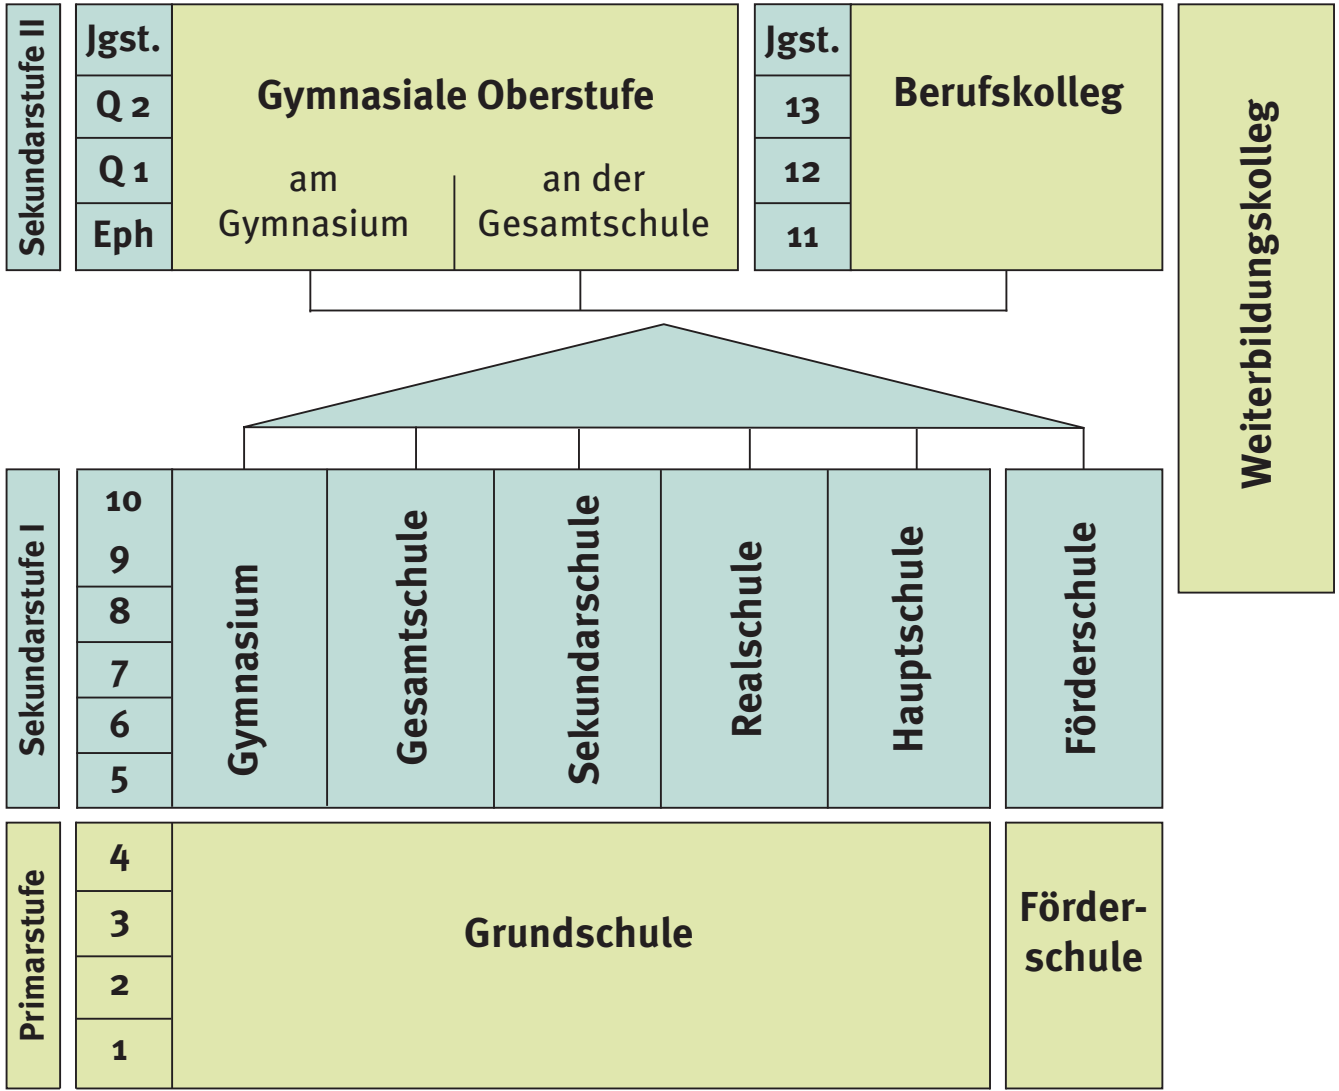 Sekundarstufe II
Jgst.
Q 2
Q 1
Eph
Gymnasiale Oberstufe
am
Gymnasium
an der
Gesamtschule
Jgst.
13
12
11
Berufskolleg
Weiterbildungskolleg
Sekundarstufe I
10
9
8
7
6
5
Gymnasium
Gesamtschule
Sekundarschule
Realschule
Hauptschule
Förderschule
Primarstufe
4
3
2
1
Grundschule
Förder-
schule